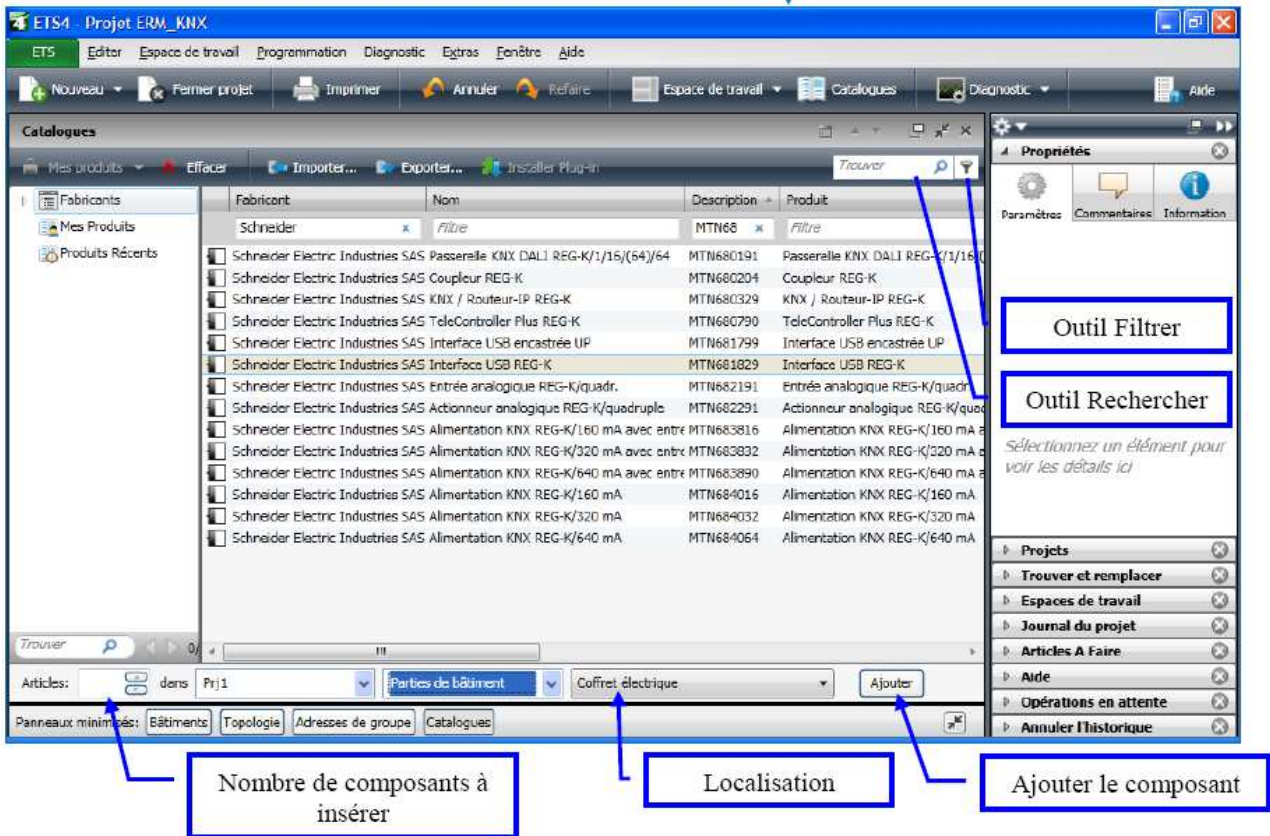 ETS4 - Projet ERM_KNX
ETS Editer Espace de travail Programmation Diagnostic Extras Fenêtre Aide
Nouveau Fermer projet Imprimer Annuler Refaire Espace de travail Catalogues Diagnostic Aide
Catalogues
Mes produits Effacer Importer... Exporter... Installer Plug-in Trouver
Fabricants
Mes Produits
Produits Récents
Fabricant Nom Description Produit
Schneider x Filtre MTN68 x Filtre
Schneider Electric Industries SAS Passerelle KNX DALI REG-K/1/16/(64)/64 MTN680191 Passerelle KNX DALI REG-K/1/16/(
Schneider Electric Industries SAS Coupleur REG-K MTN680204 Coupleur REG-K
Schneider Electric Industries SAS KNX / Routeur-IP REG-K MTN680329 KNX / Routeur-IP REG-K
Schneider Electric Industries SAS TeleController Plus REG-K MTN680790 TeleController Plus REG-K
Schneider Electric Industries SAS Interface USB encastrée UP MTN681799 Interface USB encastrée UP
Schneider Electric Industries SAS Interface USB REG-K MTN681829 Interface USB REG-K
Schneider Electric Industries SAS Entrée analogique REG-K/quadr. MTN682191 Entrée analogique REG-K/quadr
Schneider Electric Industries SAS Actionneur analogique REG-K/quadruple MTN682291 Actionneur analogique REG-K/quad
Schneider Electric Industries SAS Alimentation KNX REG-K/160 mA avec entre MTN683816 Alimentation KNX REG-K/160 mA a
Schneider Electric Industries SAS Alimentation KNX REG-K/320 mA avec entre MTN683832 Alimentation KNX REG-K/320 mA a
Schneider Electric Industries SAS Alimentation KNX REG-K/640 mA avec entre MTN683890 Alimentation KNX REG-K/640 mA a
Schneider Electric Industries SAS Alimentation KNX REG-K/160 mA MTN684016 Alimentation KNX REG-K/160 mA
Schneider Electric Industries SAS Alimentation KNX REG-K/320 mA MTN684032 Alimentation KNX REG-K/320 mA
Schneider Electric Industries SAS Alimentation KNX REG-K/640 mA MTN684064 Alimentation KNX REG-K/640 mA
Trouver 0/
Articles: dans Prj1 Parties de bâtiment Coffret électrique Ajouter
Panneaux minimisés: Bâtiments Topologie Adresses de groupe Catalogues
Propriétés
Paramètres Commentaires Information
Outil Filtrer
Outil Rechercher
Sélectionnez un élément pour
voir les détails ici
Projets
Trouver et remplacer
Espaces de travail
Journal du projet
Articles A Faire
Aide
Opérations en attente
Annuler l'historique
Nombre de composants à
insérer
Localisation
Ajouter le composant